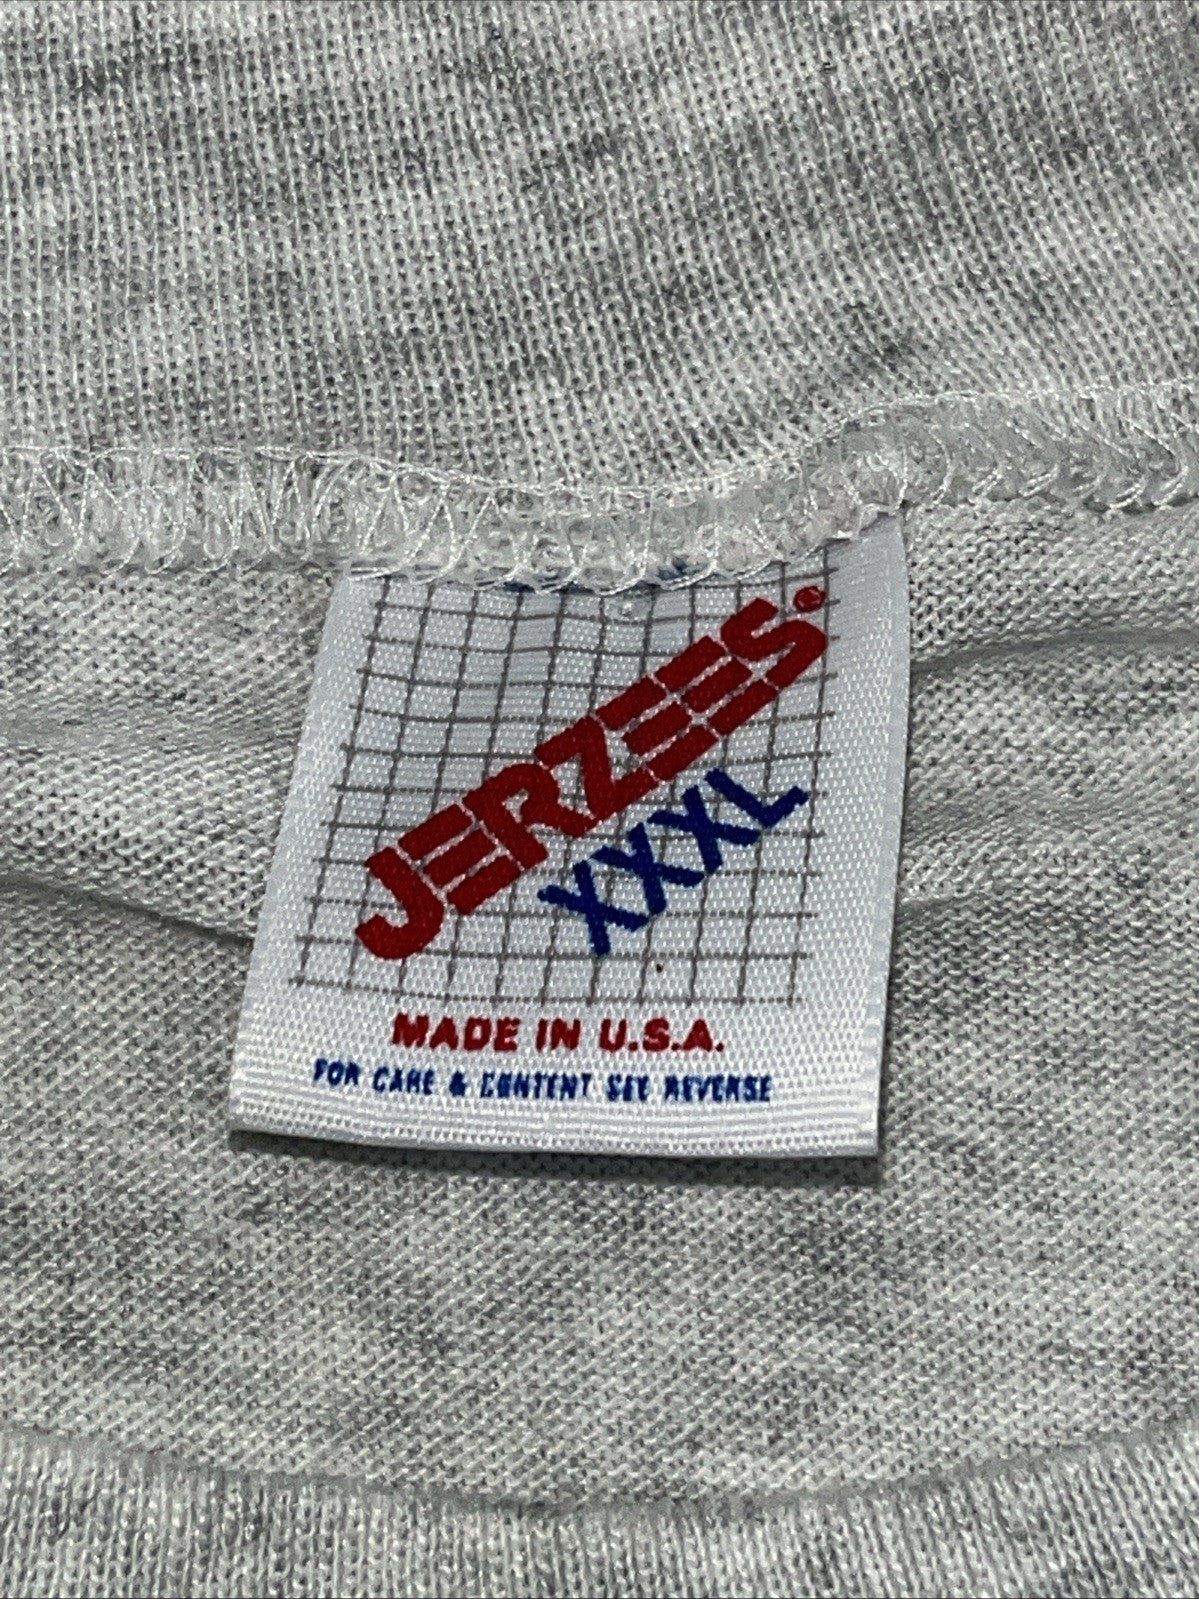 JERZEES®
XXXL
MADE IN U.S.A.
FOR CARE & CONTENT SEE REVERSE